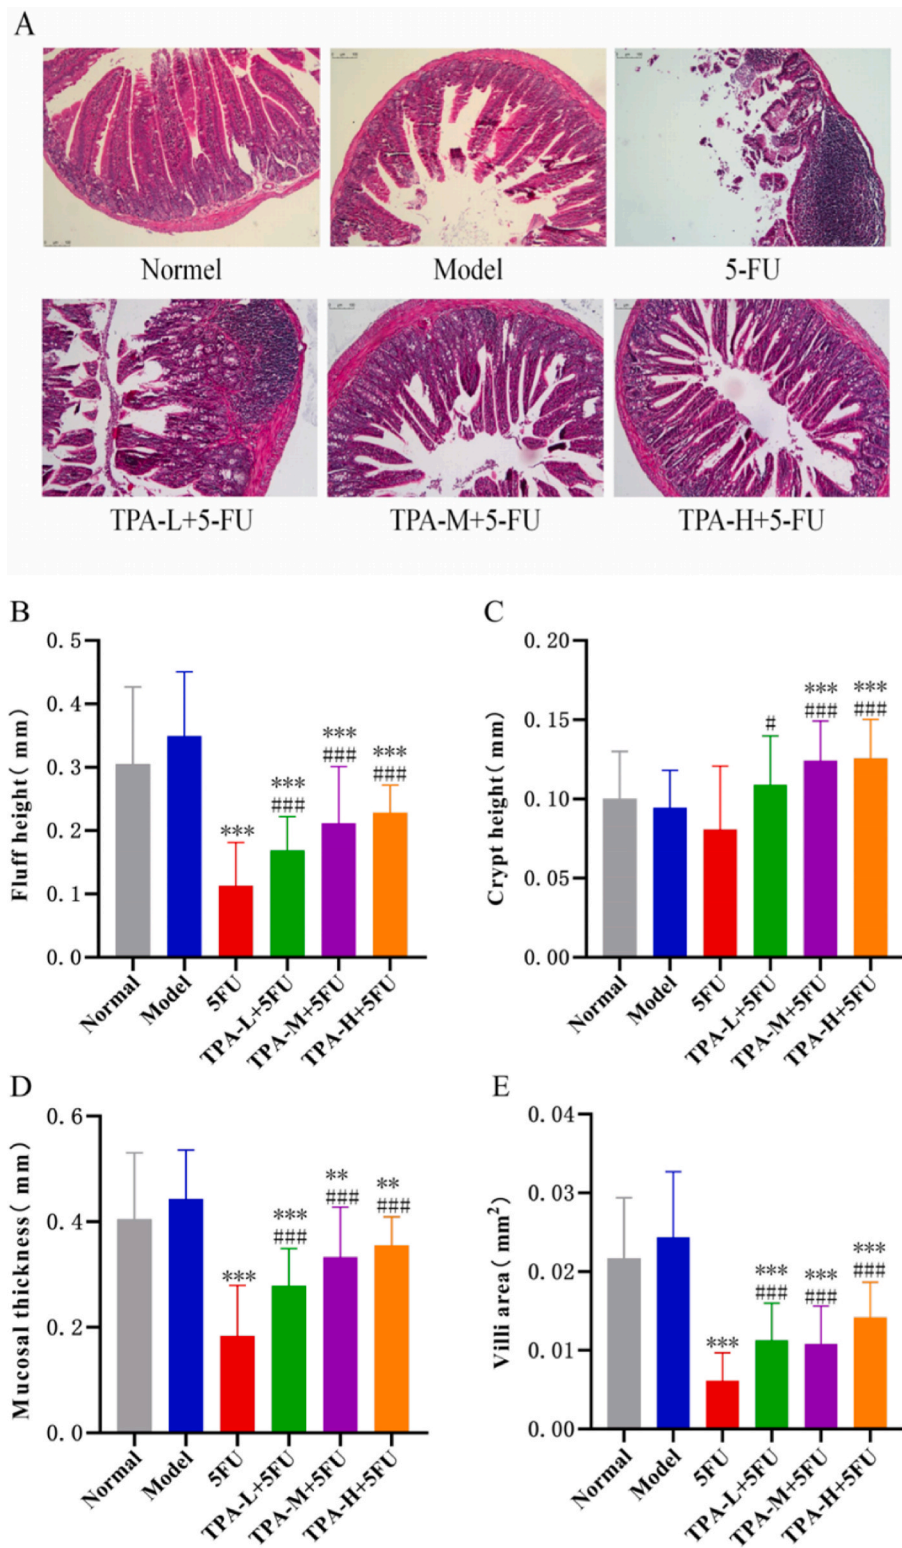 A
Normel
Model
5-FU
TPA-L+5-FU
TPA-M+5-FU
TPA-H+5-FU
B
Fluff height( mm)
0.5
0.4
0.3
0.2
0.1
0.0
***
***
###
***
###
***
###
Normal
Model
5FU
TPA-L+5FU
TPA-M+5FU
TPA-H+5FU
C
Crypt height( mm)
0.20
0.15
0.10
0.05
0.00
#
***
###
***
###
Normal
Model
5FU
TPA-L+5FU
TPA-M+5FU
TPA-H+5FU
D
Mucosal thickness( mm)
0.6
0.4
0.2
0.0
***
***
###
**
###
**
###
Normal
Model
5FU
TPA-L+5FU
TPA-M+5FU
TPA-H+5FU
E
Villi area( mm²)
0.04
0.03
0.02
0.01
0.00
***
***
###
***
###
***
###
Normal
Model
5FU
TPA-L+5FU
TPA-M+5FU
TPA-H+5FU